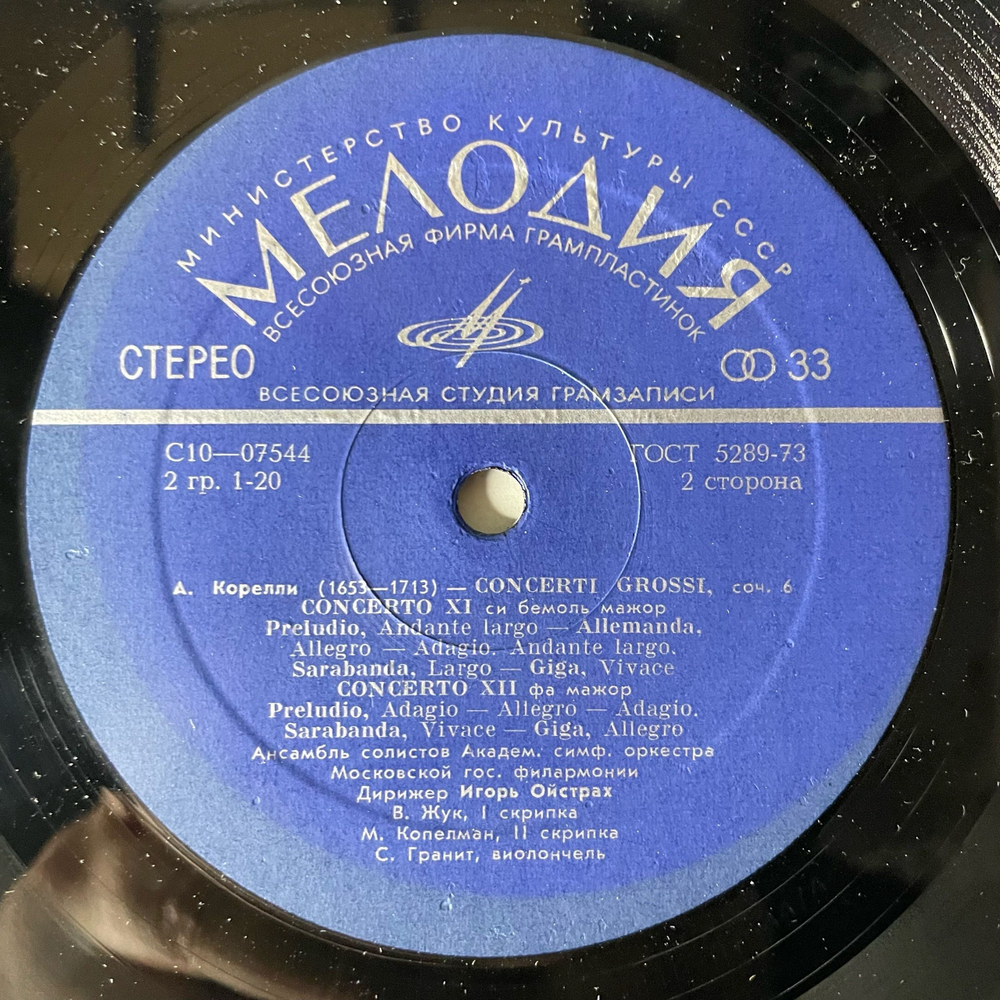 МИНИСТЕРСТВО КУЛЬТУРЫ СССР
МЕЛОДИЯ
ВСЕСОЮЗНАЯ ФИРМА ГРАМПЛАСТИНОК
СТЕРЕО
33
ВСЕСОЮЗНАЯ СТУДИЯ ГРАМЗАПИСИ
С10—07544
ГОСТ 5289-73
2 гр. 1-20
2 сторона
А. Корелли (1653—1713) — CONCERTI GROSSI, соч. 6
CONCERTO XI си бемоль мажор
Preludio, Andante largo — Allemanda,
Allegro — Adagio. Andante largo.
Sarabanda, Largo — Giga, Vivace
CONCERTO XII фа мажор
Preludio, Adagio — Allegro — Adagio.
Sarabanda, Vivace — Giga, Allegro
Ансамбль солистов Академ. симф. оркестра
Московской гос. филармонии
Дирижер Игорь Ойстрах
В. Жук, I скрипка
М. Копелман, II скрипка
С. Гранит, виолончель